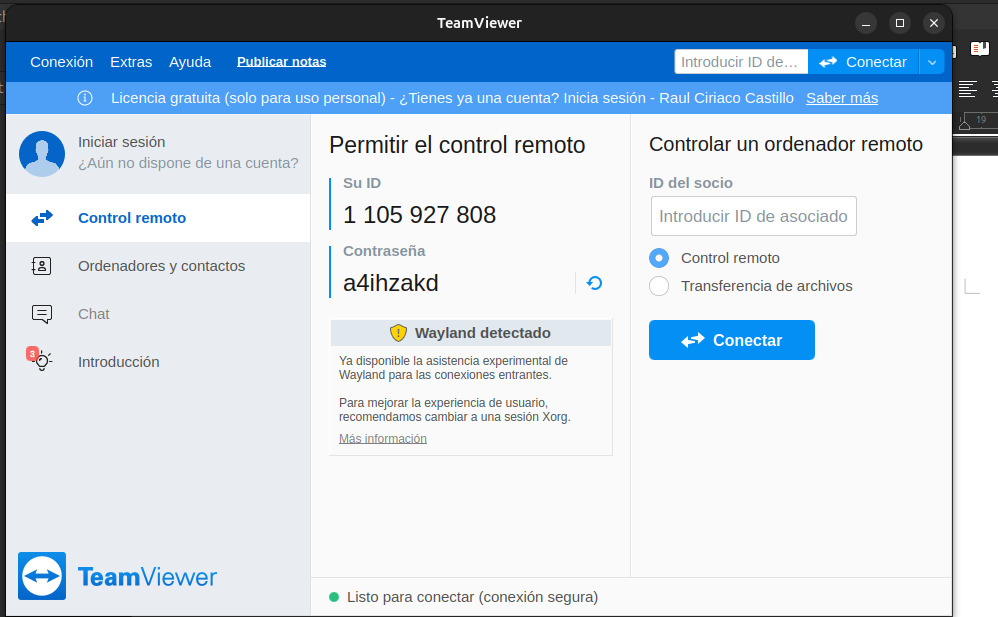 TeamViewer
Conexión Extras Ayuda Publicar notas Introducir ID de... Conectar
Licencia gratuita (solo para uso personal) - ¿Tienes ya una cuenta? Inicia sesión - Raul Ciriaco Castillo Saber más
Iniciar sesión
¿Aún no dispone de una cuenta?
Control remoto
Ordenadores y contactos
Chat
3
Introducción
TeamViewer
Permitir el control remoto
Su ID
1 105 927 808
Contraseña
a4ihzakd
Wayland detectado
Ya disponible la asistencia experimental de
Wayland para las conexiones entrantes.
Para mejorar la experiencia de usuario,
recomendamos cambiar a una sesión Xorg.
Más información
Controlar un ordenador remoto
ID del socio
Introducir ID de asociado
Control remoto
Transferencia de archivos
Conectar
Listo para conectar (conexión segura)
19